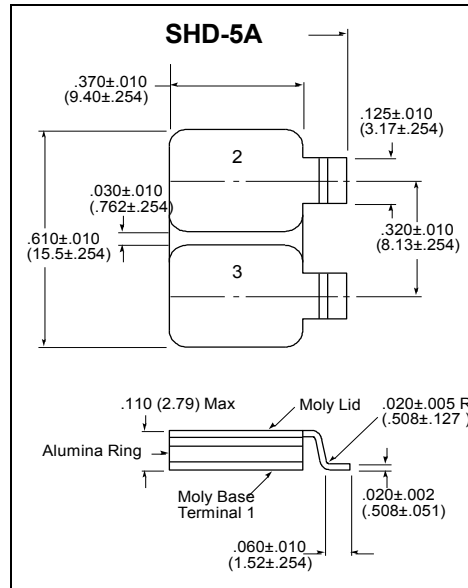 SHD-5A
.370±.010
(9.40±.254)
.125±.010
(3.17±.254)
2
.030±.010
(.762±.254)
.320±.010
(8.13±.254)
.610±.010
(15.5±.254)
3
.110 (2.79) Max
Moly Lid
.020±.005 R
(.508±.127 )
Alumina Ring
Moly Base
Terminal 1
.020±.002
(.508±.051)
.060±.010
(1.52±.254)